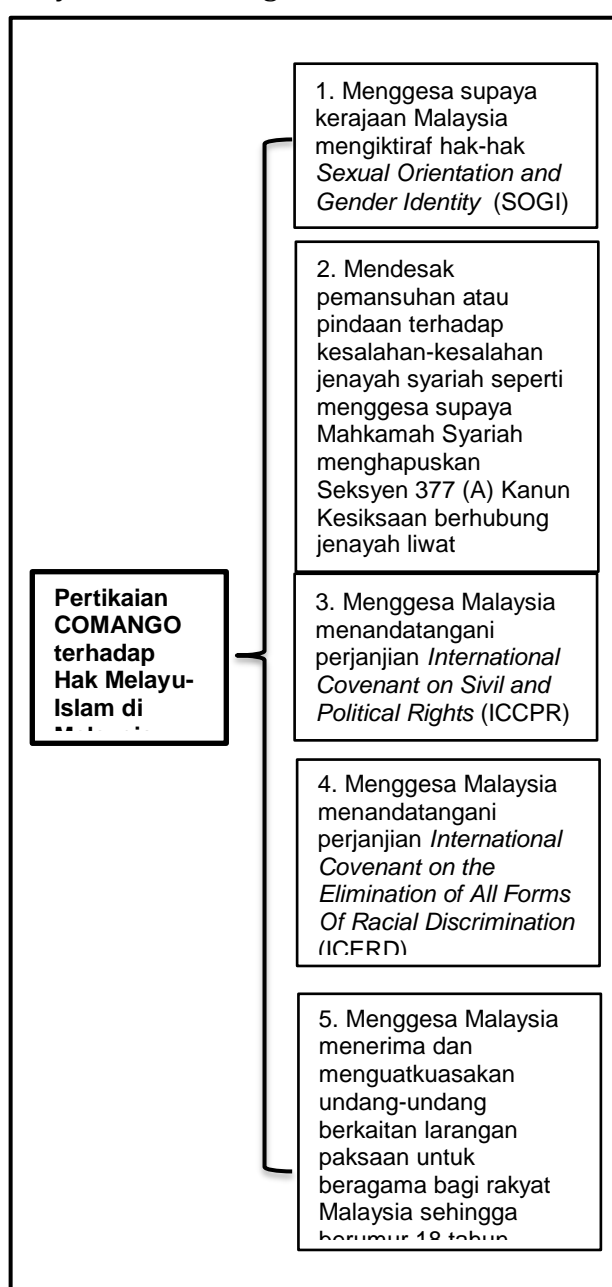 1. Menggesa supaya
kerajaan Malaysia
mengiktiraf hak-hak
Sexual Orientation and
Gender Identity (SOGI)
2. Mendesak
pemansuhan atau
pindaan terhadap
kesalahan-kesalahan
jenayah syariah seperti
menggesa supaya
Mahkamah Syariah
menghapuskan
Seksyen 377 (A) Kanun
Kesiksaan berhubung
jenayah liwat
Pertikaian
COMANGO
terhadap
Hak Melayu-
Islam di
3. Menggesa Malaysia
menandatangani
perjanjian International
Covenant on Sivil and
Political Rights (ICCPR)
4. Menggesa Malaysia
menandatangani
perjanjian International
Covenant on the
Elimination of All Forms
Of Racial Discrimination
(ICERD)
5. Menggesa Malaysia
menerima dan
menguatkuasakan
undang-undang
berkaitan larangan
paksaan untuk
beragama bagi rakyat
Malaysia sehingga
berumur 18 tahun